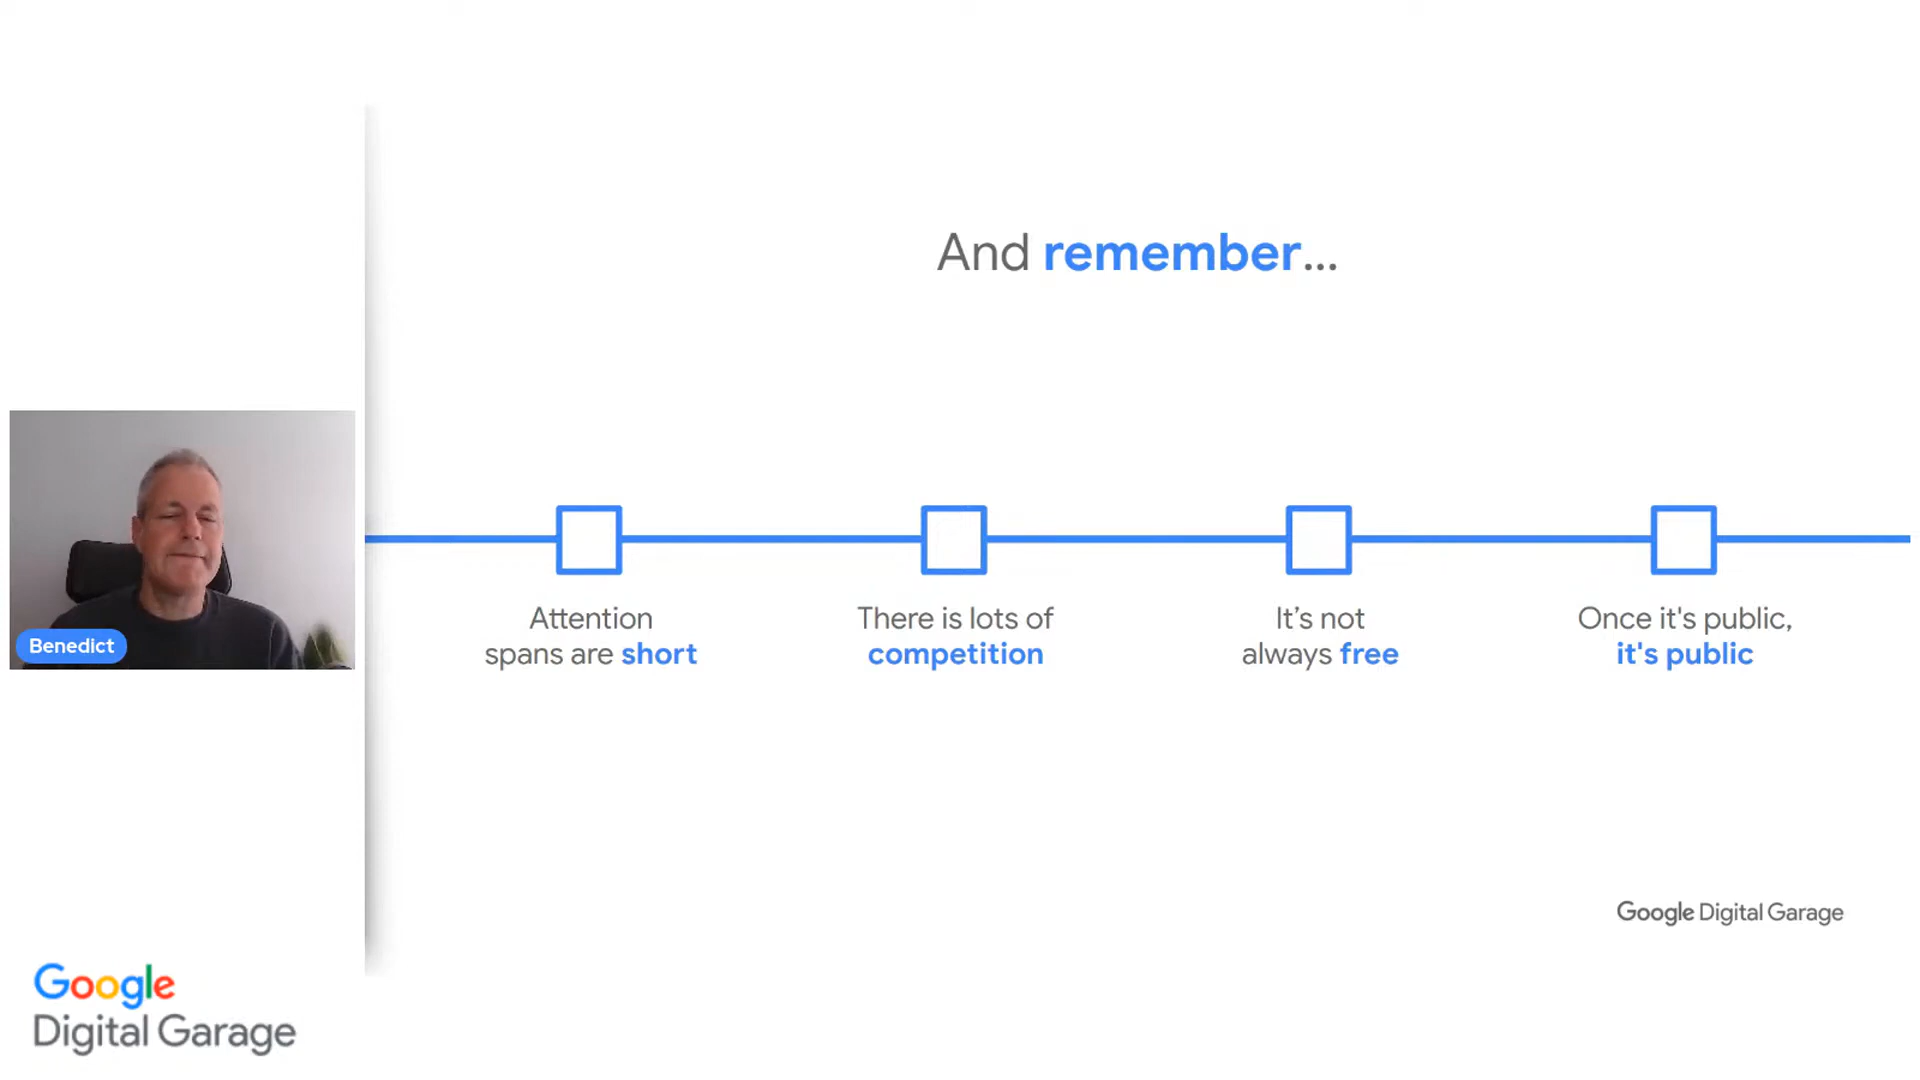 And remember...
Attention
spans are short
There is lots of
competition
It’s not
always free
Once it's public,
it's public
Benedict
Google Digital Garage
Google
Digital Garage